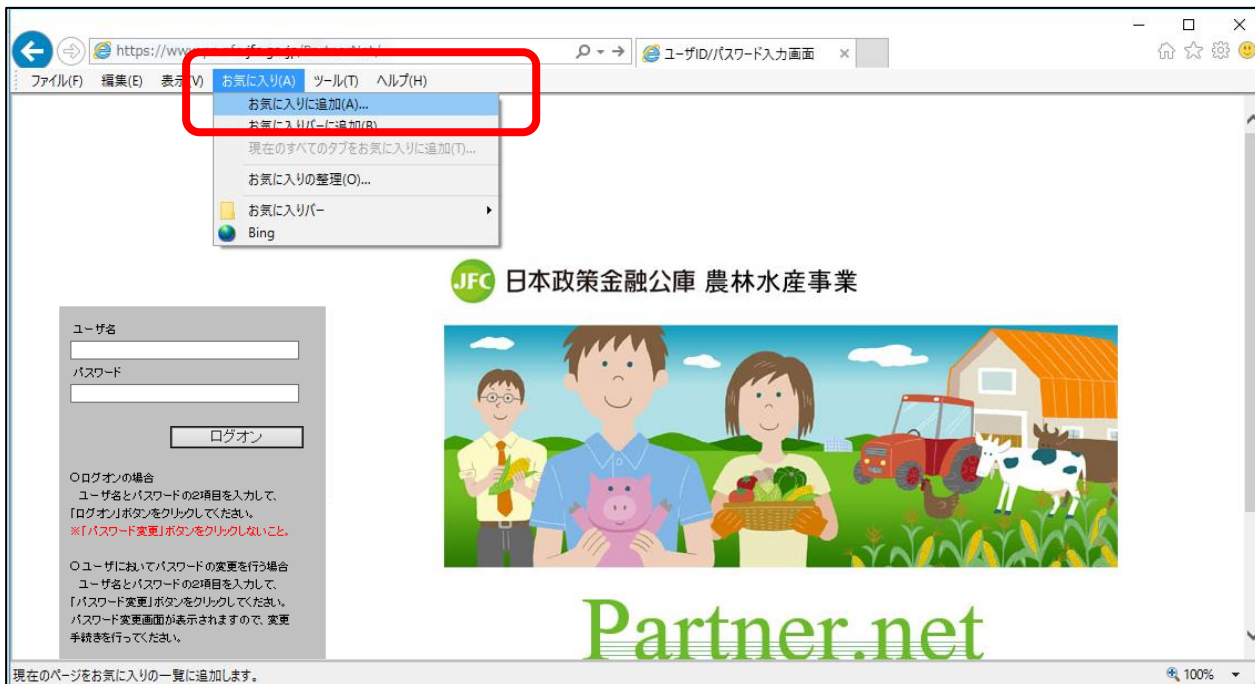 https://www
ユーザID//パスワード入力画面
ファイル(F) 編集(E) 表示(V) お気に入り(A) ツール(T) ヘルプ(H)
お気に入りに追加(A)...
お気に入りバーに追加(B)
現在のすべてのタブをお気に入りに追加(T)...
お気に入りの整理(O)...
お気に入りバー
Bing
JFC 日本政策金融公庫 農林水産事業
ユーザ名
パスワード
ログオン
○ログオンの場合
ユーザ名とパスワードの2項目を入力して、
「ログオン」ボタンをクリックしてください。
※「パスワード変更」ボタンをクリックしないこと。
○ユーザにおいてパスワードの変更を行う場合
ユーザ名とパスワードの2項目を入力して、
「パスワード変更」ボタンをクリックしてください。
パスワード変更画面が表示されますので、変更
手続きを行ってください。
Partner.net
現在のページをお気に入りの一覧に追加します。
100%